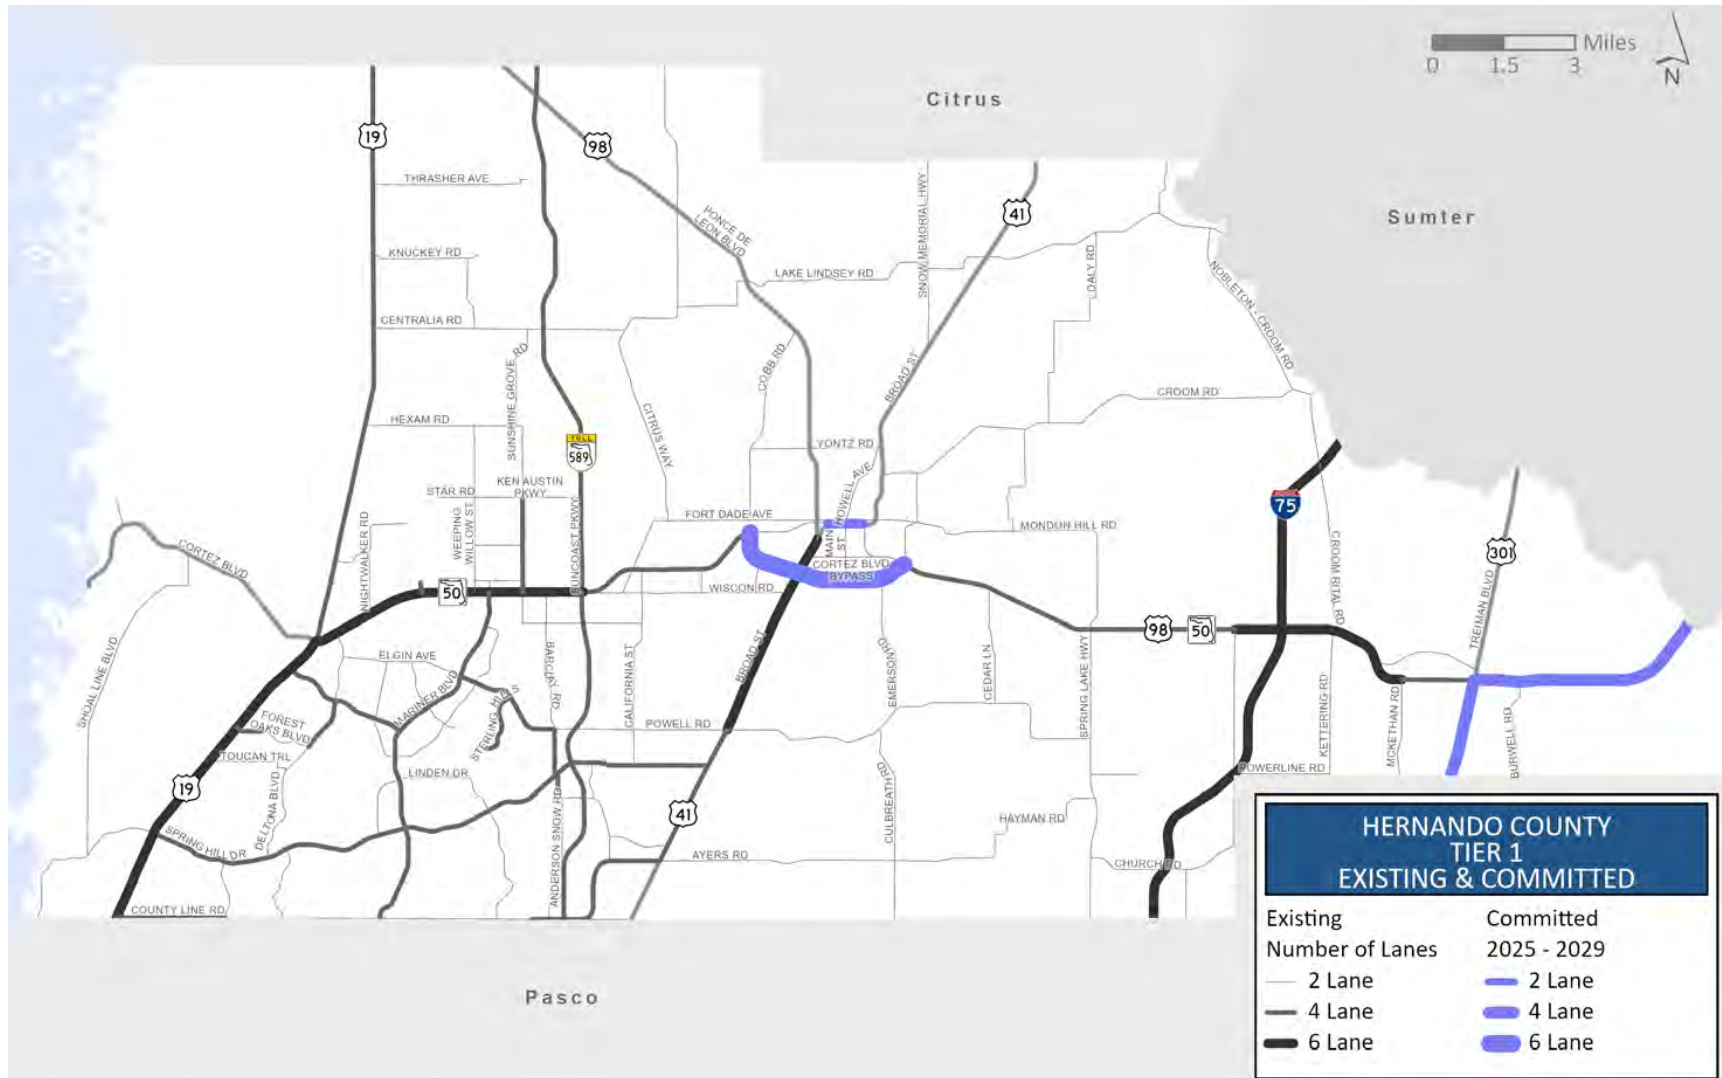 Miles
0 1.5 3
N
Citrus
Sumter
19
98
THRASHER AVE
PONCE DE
LEON BLVD
SNOW MEMORIAL HWY
41
KNUCKEY RD
LAKE LINDSEY RD
DALY RD
NOBLETON - CROOM RD
CENTRALIA RD
SUNSHINE GROVE RD
COBB RD
BROAD ST
CROOM RD
HEXAM RD
CITRUS WAY
TOLL
589
YONTZ RD
HOWELL AVE
KEN AUSTIN
PKWY
STAR RD
WEEPING
WILLOW ST
SUNCOAST PKWY
FORT DADE AVE
MAIN
ST
MONDON HILL RD
75
CROOM RITAL RD
301
NIGHTWALKER RD
CORTEZ BLVD
CORTEZ BLVD
BYPASS
50
WISCON RD
TREIMAN BLVD
98
50
SHOAL LINE BLVD
ELGIN AVE
MARINER BLVD
BARCLAY RD
CALIFORNIA ST
BROAD ST
EMERSON RD
CEDAR LN
SPRING LAKE HWY
KETTERING RD
MCKETHAN RD
BURWELL RD
FOREST
OAKS BLVD
STERLING HILLS
POWELL RD
TOUCAN TRL
LINDEN DR
POWERLINE RD
19
DELTONA BLVD
ANDERSON SNOW RD
41
CULBREATH RD
HAYMAN RD
SPRING HILL DR
AYERS RD
CHURCH RD
COUNTY LINE RD
Pasco
HERNANDO COUNTY
TIER 1
EXISTING & COMMITTED
Existing Committed
Number of Lanes 2025 - 2029
2 Lane 2 Lane
4 Lane 4 Lane
6 Lane 6 Lane